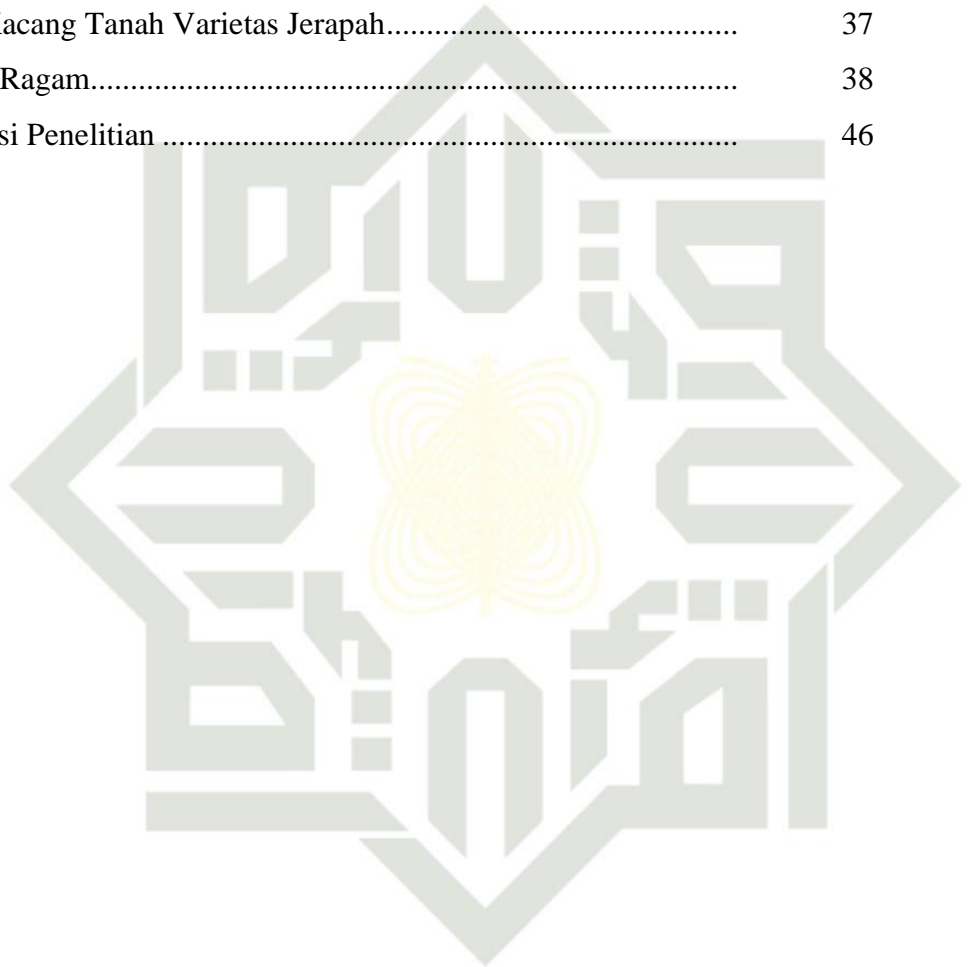 acang Tanah Varietas Jerapah............................................ 37
Ragam................................................................................. 38
si Penelitian ........................................................................ 46